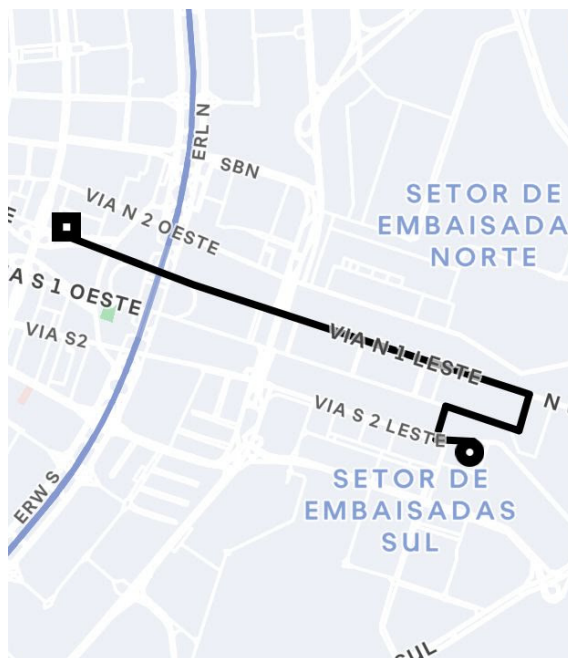 ERL N
SBN
SETOR DE
EMBAISADA
NORTE
VIA N 2 OESTE
E
A S 1 OESTE
VIA S2
VIA N 1 LESTE
N
VIA S 2 LESTE
SETOR DE
EMBAISADAS
SUL
ERW S
SUL